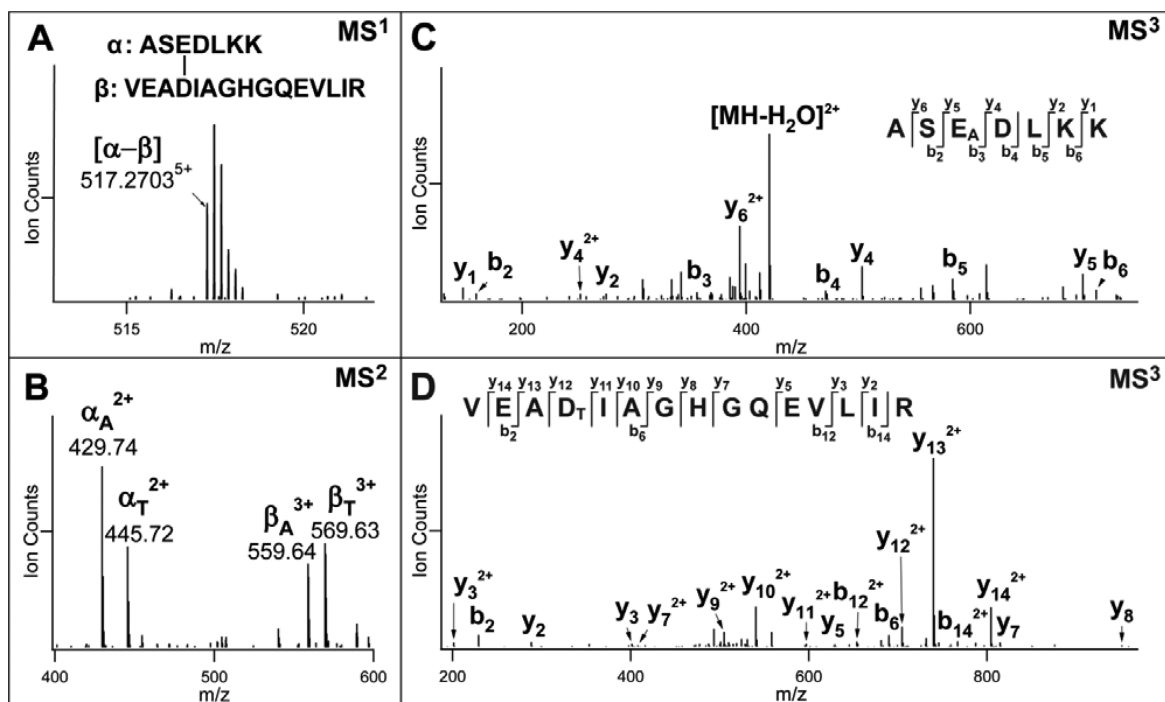 A
MS¹
α: ASEDLKK
β: VEADIAGHGQEVLIR
[α–β]
517.2703⁵⁺
Ion Counts
515
520
m/z
B
MS²
α_A²⁺
429.74
α_T²⁺
445.72
β_A³⁺
559.64
β_T³⁺
569.63
Ion Counts
400
500
600
m/z
C
MS³
[MH-H₂O]²⁺
y₆ y₅ y₄ y₂ y₁
A S E_A D L K K
b₂ b₃ b₄ b₅ b₆
Ion Counts
y₁
b₂
y₄²⁺
y₂
b₃
y₆²⁺
b₄
y₄
b₅
y₅
b₆
200
400
600
m/z
D
MS³
y₁₄ y₁₃ y₁₂ y₁₁ y₁₀ y₉ y₈ y₇ y₅ y₃ y₂
V E A D_T I A G H G Q E V L I R
b₂ b₆ b₁₂ b₁₄
Ion Counts
y₃²⁺
b₂
y₂
y₃
y₇²⁺
y₉²⁺
y₁₀²⁺
y₁₁²⁺
y₅
b₁₂²⁺
b₆
y₁₂²⁺
y₁₃²⁺
b₁₄²⁺
y₁₄²⁺
y₇
y₈
200
400
600
800
m/z